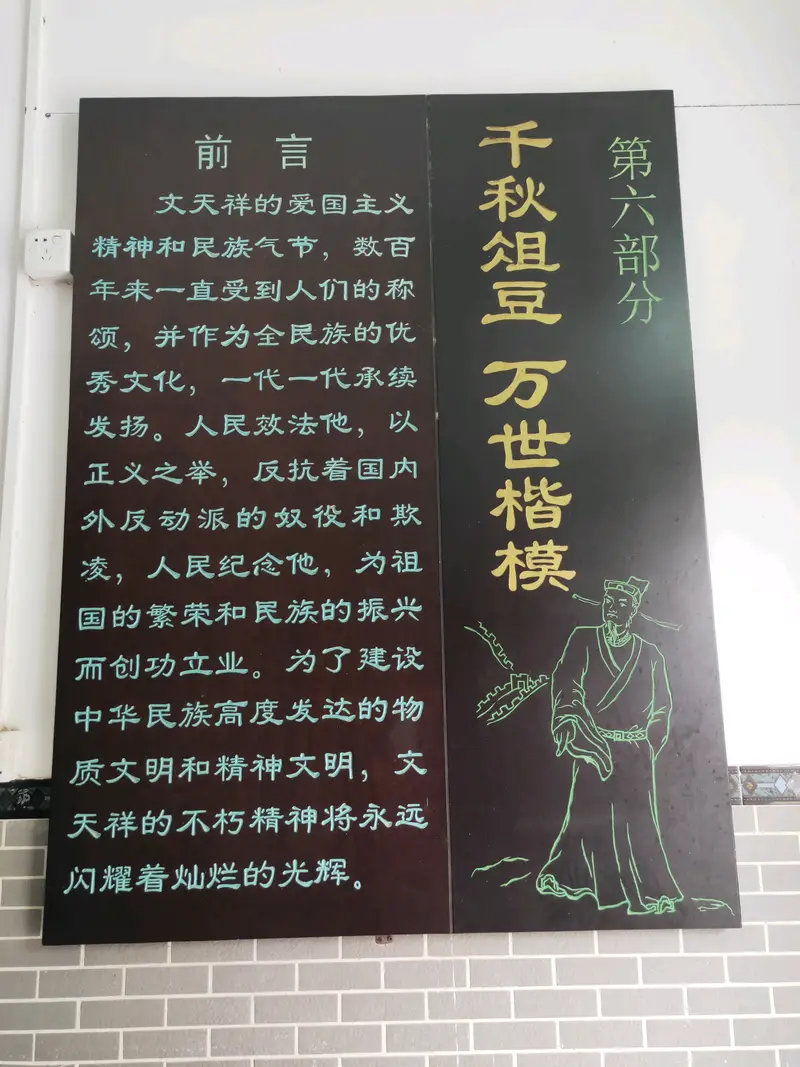 前言
文天祥的爱国主义
精神和民族气节，数百
年来一直受到人们的称
颂，并作为全民族的优
秀文化，一代一代承续
发扬。人民效法他，以
正义之举，反抗着国内
外反动派的奴役和欺
凌，人民纪念他，为祖
国的繁荣和民族的振兴
而创功立业。为了建设
中华民族高度发达的物
质文明和精神文明，文
天祥的不朽精神将永远
闪耀着灿烂的光辉。
第六部分
千秋俎豆 万世楷模